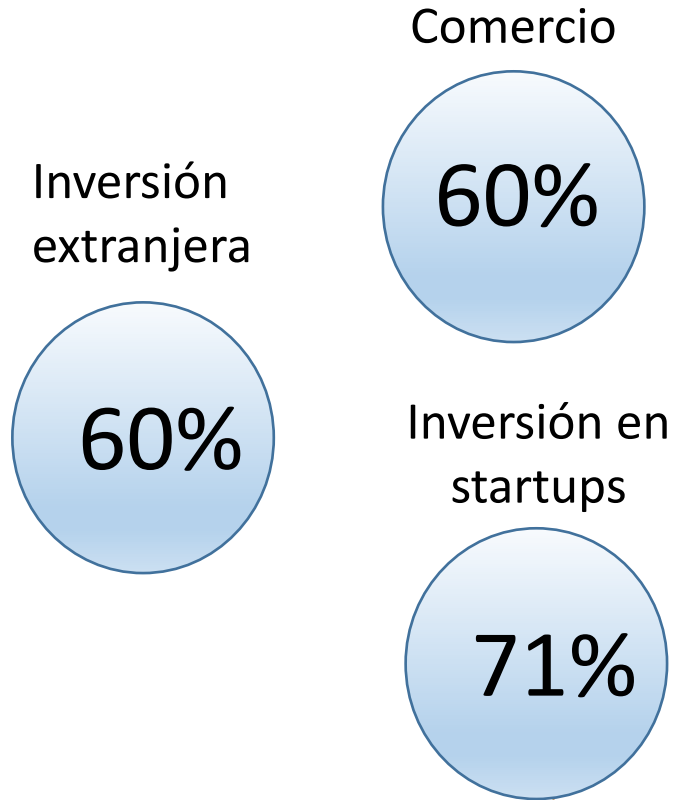 Comercio
60%
Inversión
extranjera
60%
Inversión en
startups
71%